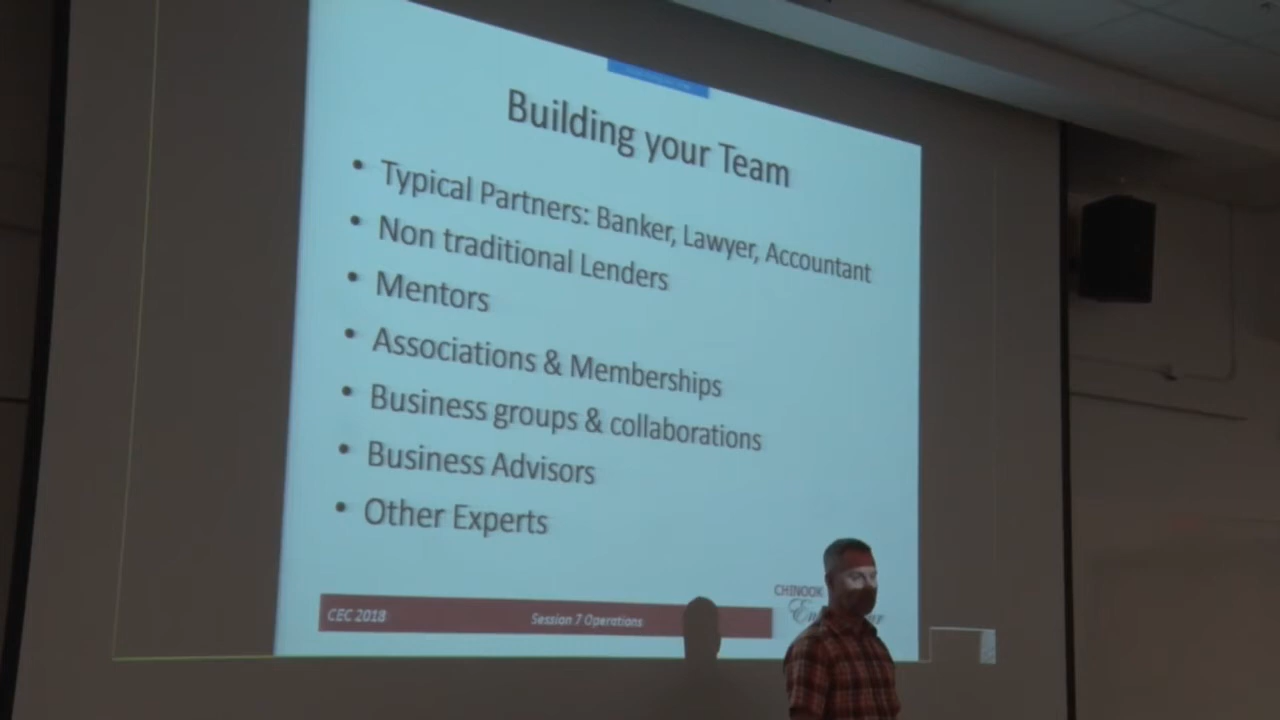 Building your Team
• Typical Partners: Banker, Lawyer, Accountant
• Non traditional Lenders
• Mentors
• Associations & Memberships
• Business groups & collaborations
• Business Advisors
• Other Experts
CHINOOK
CEC 2018
Session 7 Operations